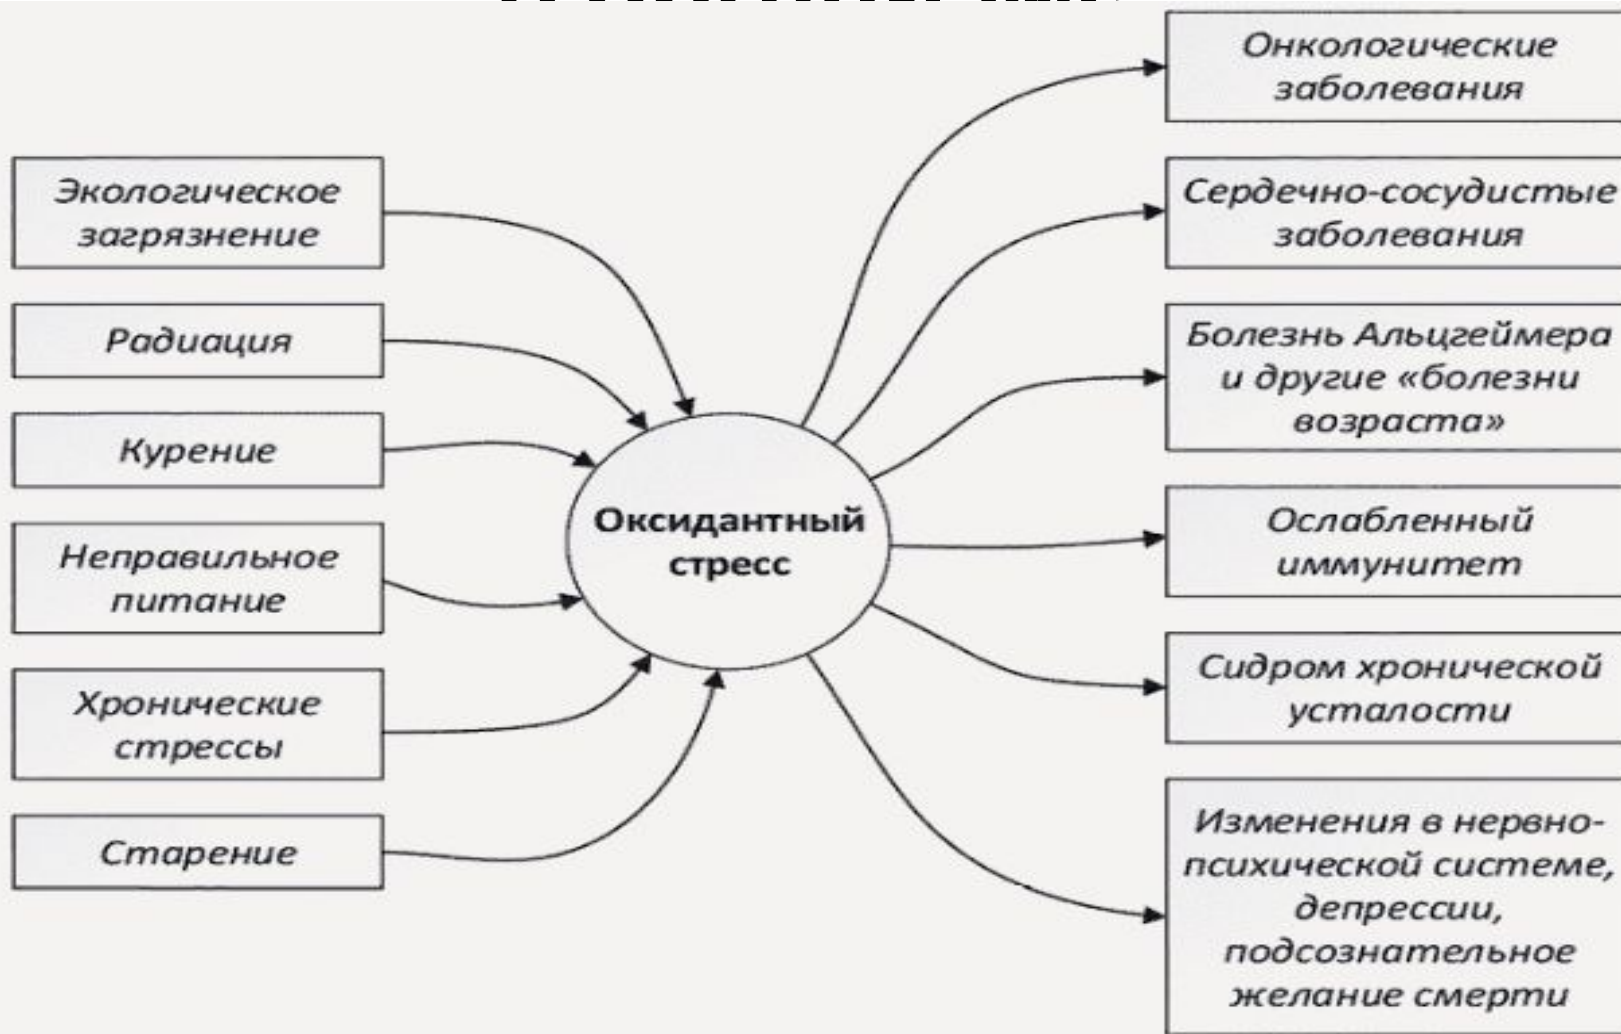 Экологическое
загрязнение
Радиация
Курение
Неправильное
питание
Хронические
стрессы
Старение
Оксидантный
стресс
Онкологические
заболевания
Сердечно-сосудистые
заболевания
Болезнь Альцгеймера
и другие «болезни
возраста»
Ослабленный
иммунитет
Сидром хронической
усталости
Изменения в нервно-
психической системе,
депрессии,
подсознательное
желание смерти